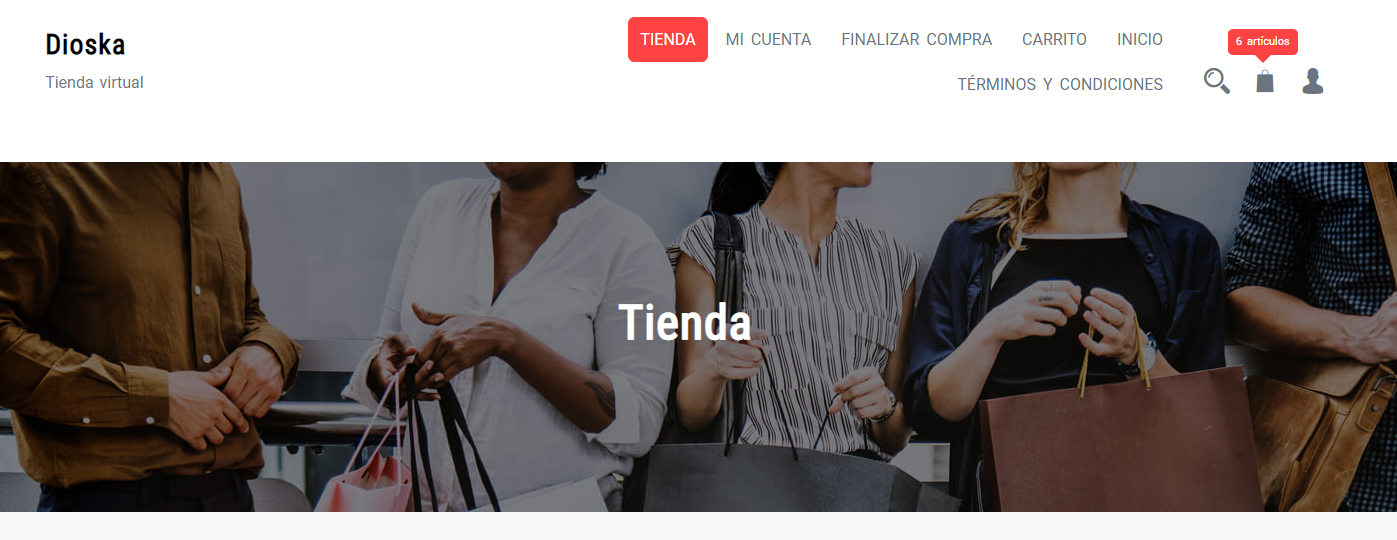 Dioska
Tienda virtual
TIENDA MI CUENTA FINALIZAR COMPRA CARRITO INICIO
TÉRMINOS Y CONDICIONES
6 artículos
Tienda